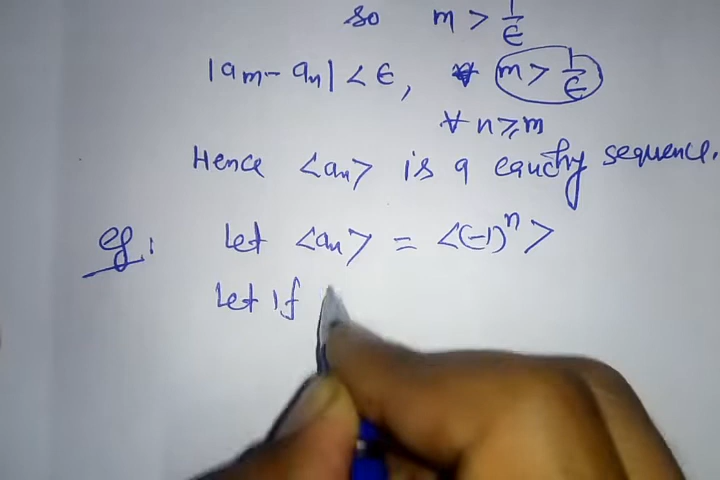 so m > 1/ϵ
|am - an| < ϵ, ∀ m > 1/ϵ
∀ n ≥ m
Hence <an> is a cauchy sequence.
eg: Let <an> = <(-1)^n>
Let if